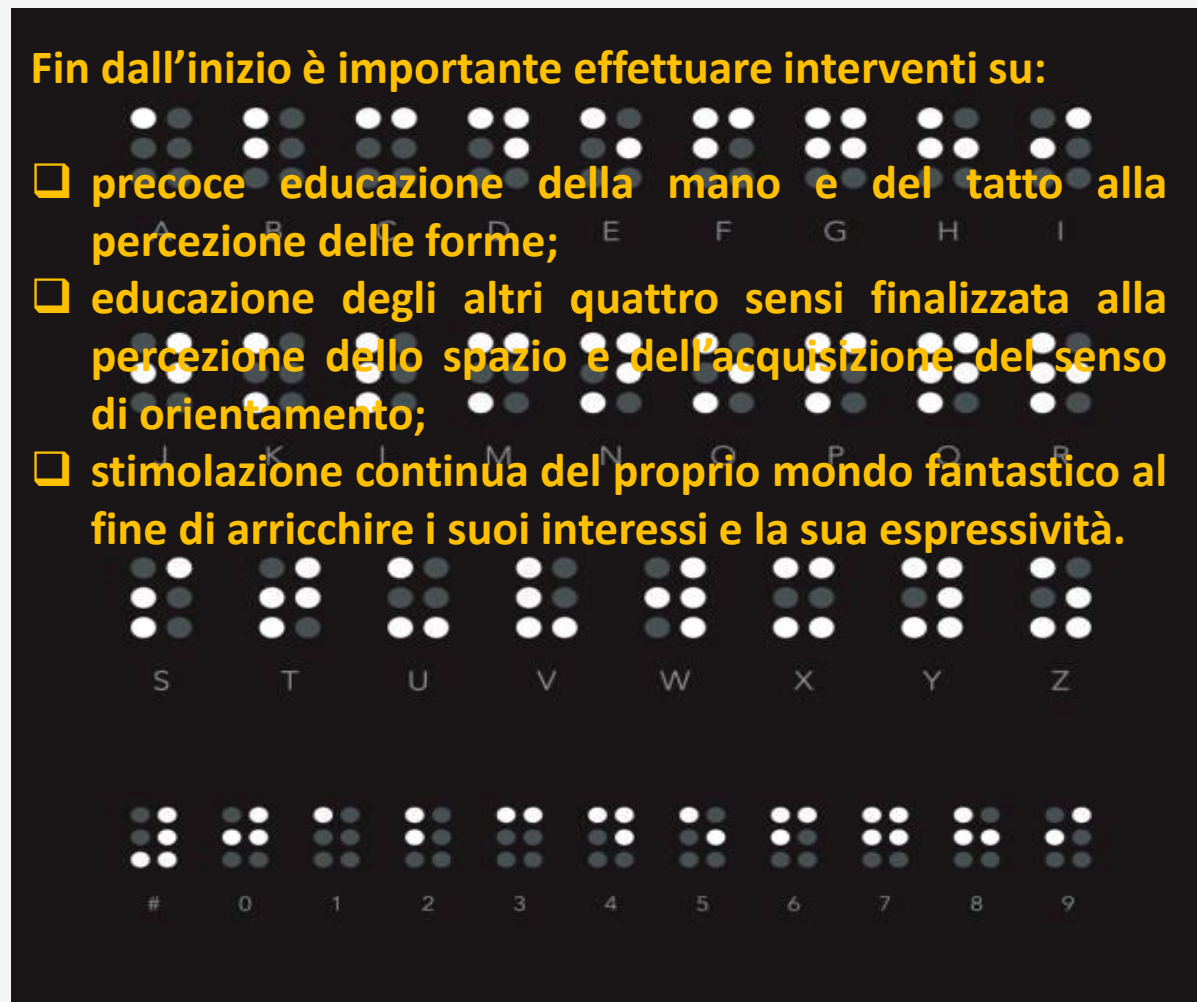 Fin dall’inizio è importante effettuare interventi su:
❑ precoce educazione della mano e del tatto alla
A B C D E F G H I
percezione delle forme;
❑ educazione degli altri quattro sensi finalizzata alla
percezione dello spazio e dell’acquisizione del senso
di orientamento;
J K L M N O P Q R
❑ stimolazione continua del proprio mondo fantastico al
fine di arricchire i suoi interessi e la sua espressività.
S T U V W X Y Z
# 0 1 2 3 4 5 6 7 8 9